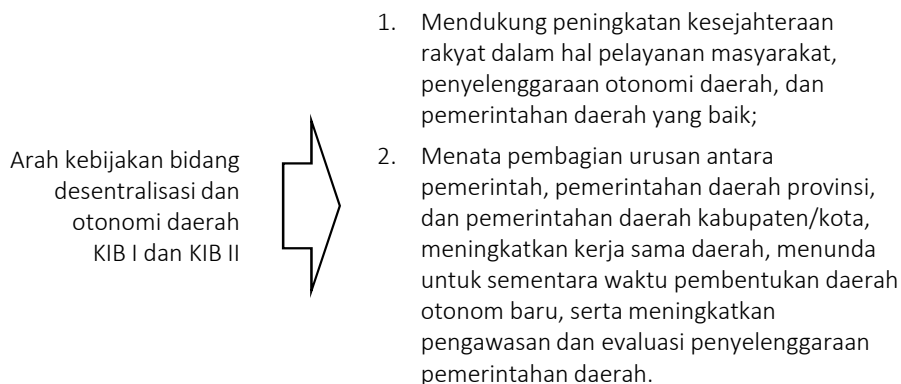 Arah kebijakan bidang
desentralisasi dan
otonomi daerah
KIB I dan KIB II
1. Mendukung peningkatan kesejahteraan
rakyat dalam hal pelayanan masyarakat,
penyelenggaraan otonomi daerah, dan
pemerintahan daerah yang baik;
2. Menata pembagian urusan antara
pemerintah, pemerintahan daerah provinsi,
dan pemerintahan daerah kabupaten/kota,
meningkatkan kerja sama daerah, menunda
untuk sementara waktu pembentukan daerah
otonom baru, serta meningkatkan
pengawasan dan evaluasi penyelenggaraan
pemerintahan daerah.